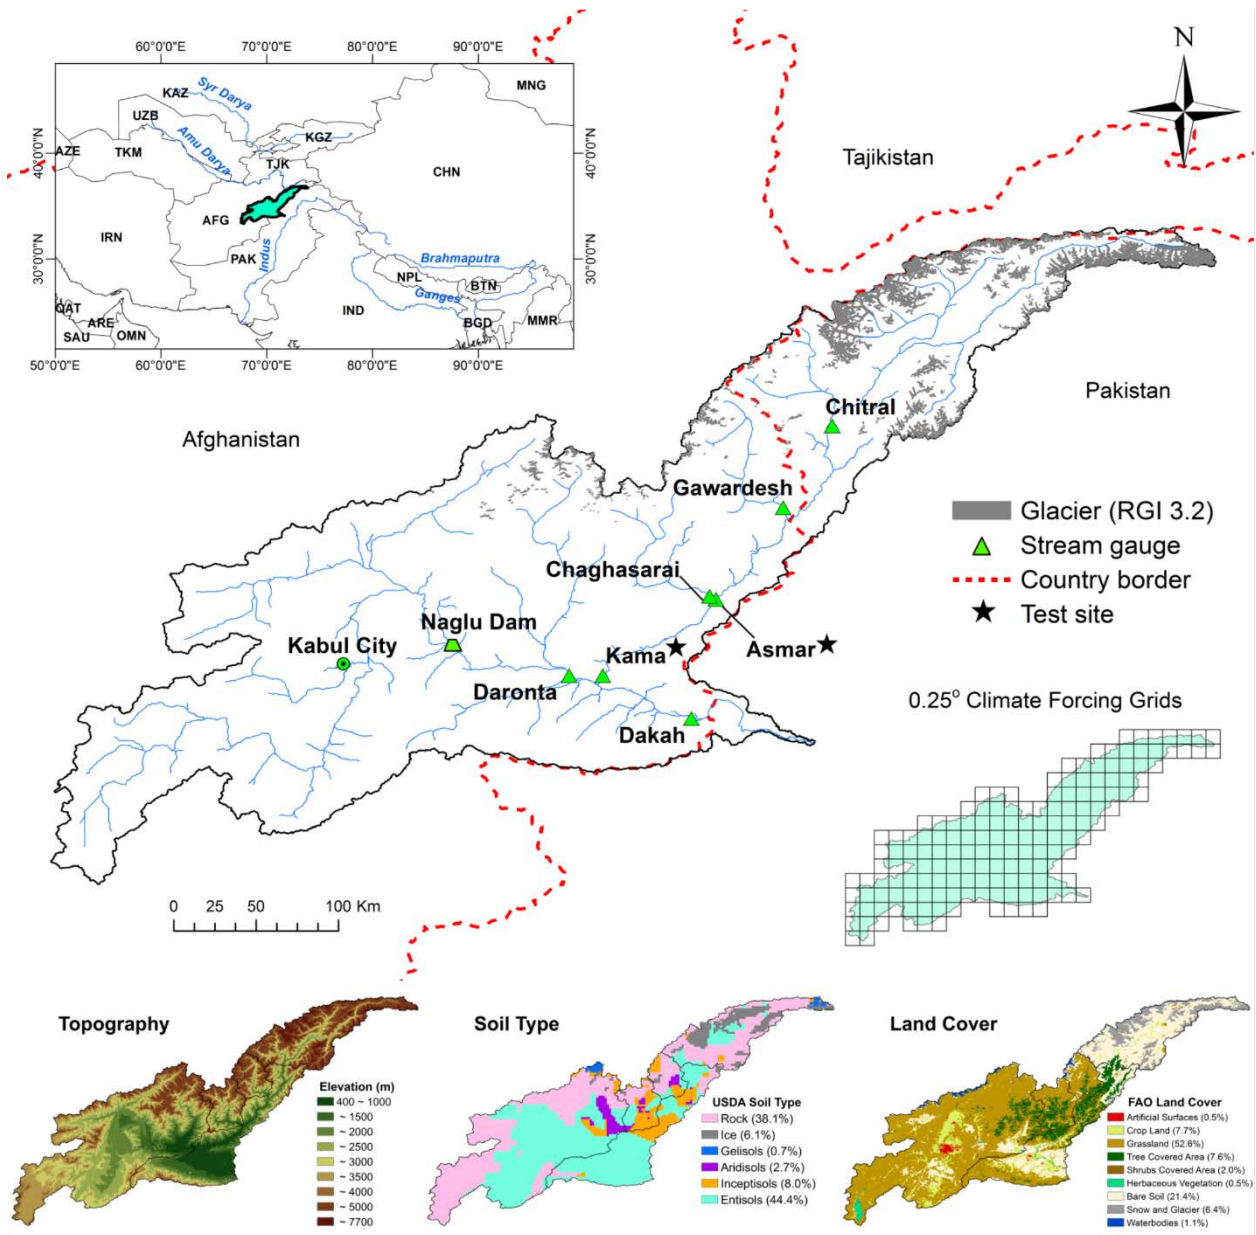 60°0'0"E 70°0'0"E 90°0'0"E
N
MNG
KAZ
Syr Darya
UZB
Amu Darya
KGZ
AZE
TKM
TJK
CHN
40°0'0"N
40°0'0"N
AFG
IRN
PAK
Indus
Brahmaputra
NPL
BTN
Ganges
30°0'0"N
30°0'0"N
QAT
ARE
SAU
OMN
IND
BGD
MMR
50°0'0"E 60°0'0"E 70°0'0"E 80°0'0"E 90°0'0"E
Tajikistan
Pakistan
Afghanistan
Chitral
Gawardesh
Chaghasarai
Naglu Dam
Kabul City
Kama
Asmar
Daronta
Dakah
Glacier (RGI 3.2)
Stream gauge
Country border
Test site
0.25° Climate Forcing Grids
0 25 50 100 Km
Topography
Elevation (m)
400 ~ 1000
~ 1500
~ 2000
~ 2500
~ 3000
~ 3500
~ 4000
~ 5000
~ 7700
Soil Type
USDA Soil Type
Rock (38.1%)
Ice (6.1%)
Gelisols (0.7%)
Aridisols (2.7%)
Inceptisols (8.0%)
Entisols (44.4%)
Land Cover
FAO Land Cover
Artificial Surfaces (0.5%)
Crop Land (7.7%)
Grassland (52.6%)
Tree Covered Area (7.6%)
Shrubs Covered Area (2.0%)
Herbaceous Vegetation (0.5%)
Bare Soil (21.4%)
Snow and Glacier (6.4%)
Waterbodies (1.1%)